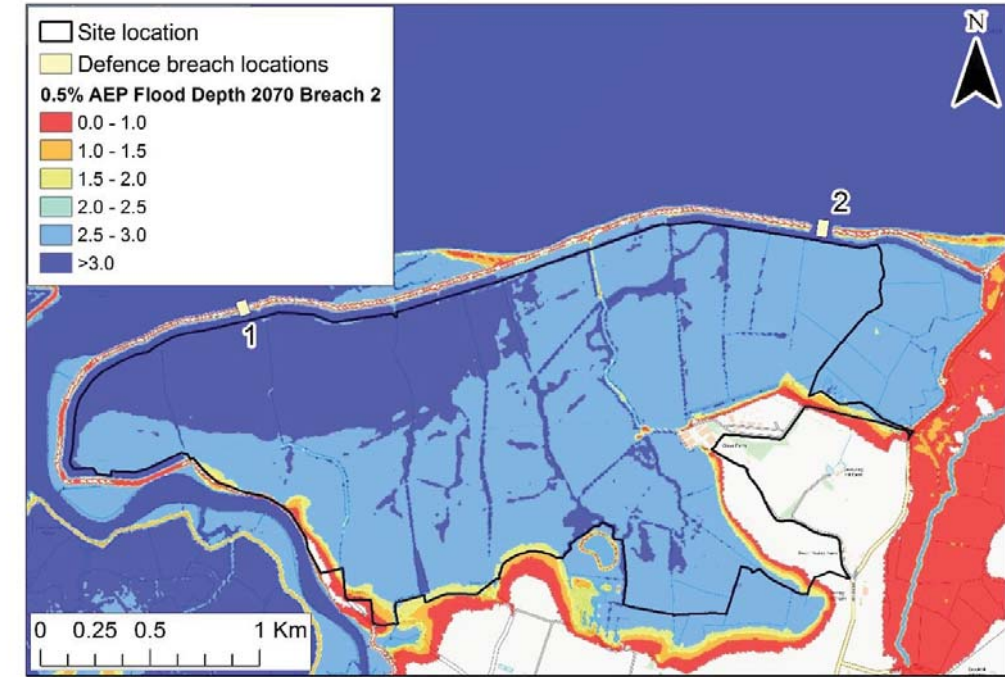 Site location
Defence breach locations
0.5% AEP Flood Depth 2070 Breach 2
0.0 - 1.0
1.0 - 1.5
1.5 - 2.0
2.0 - 2.5
2.5 - 3.0
>3.0
N
2
1
0 0.25 0.5 1 Km